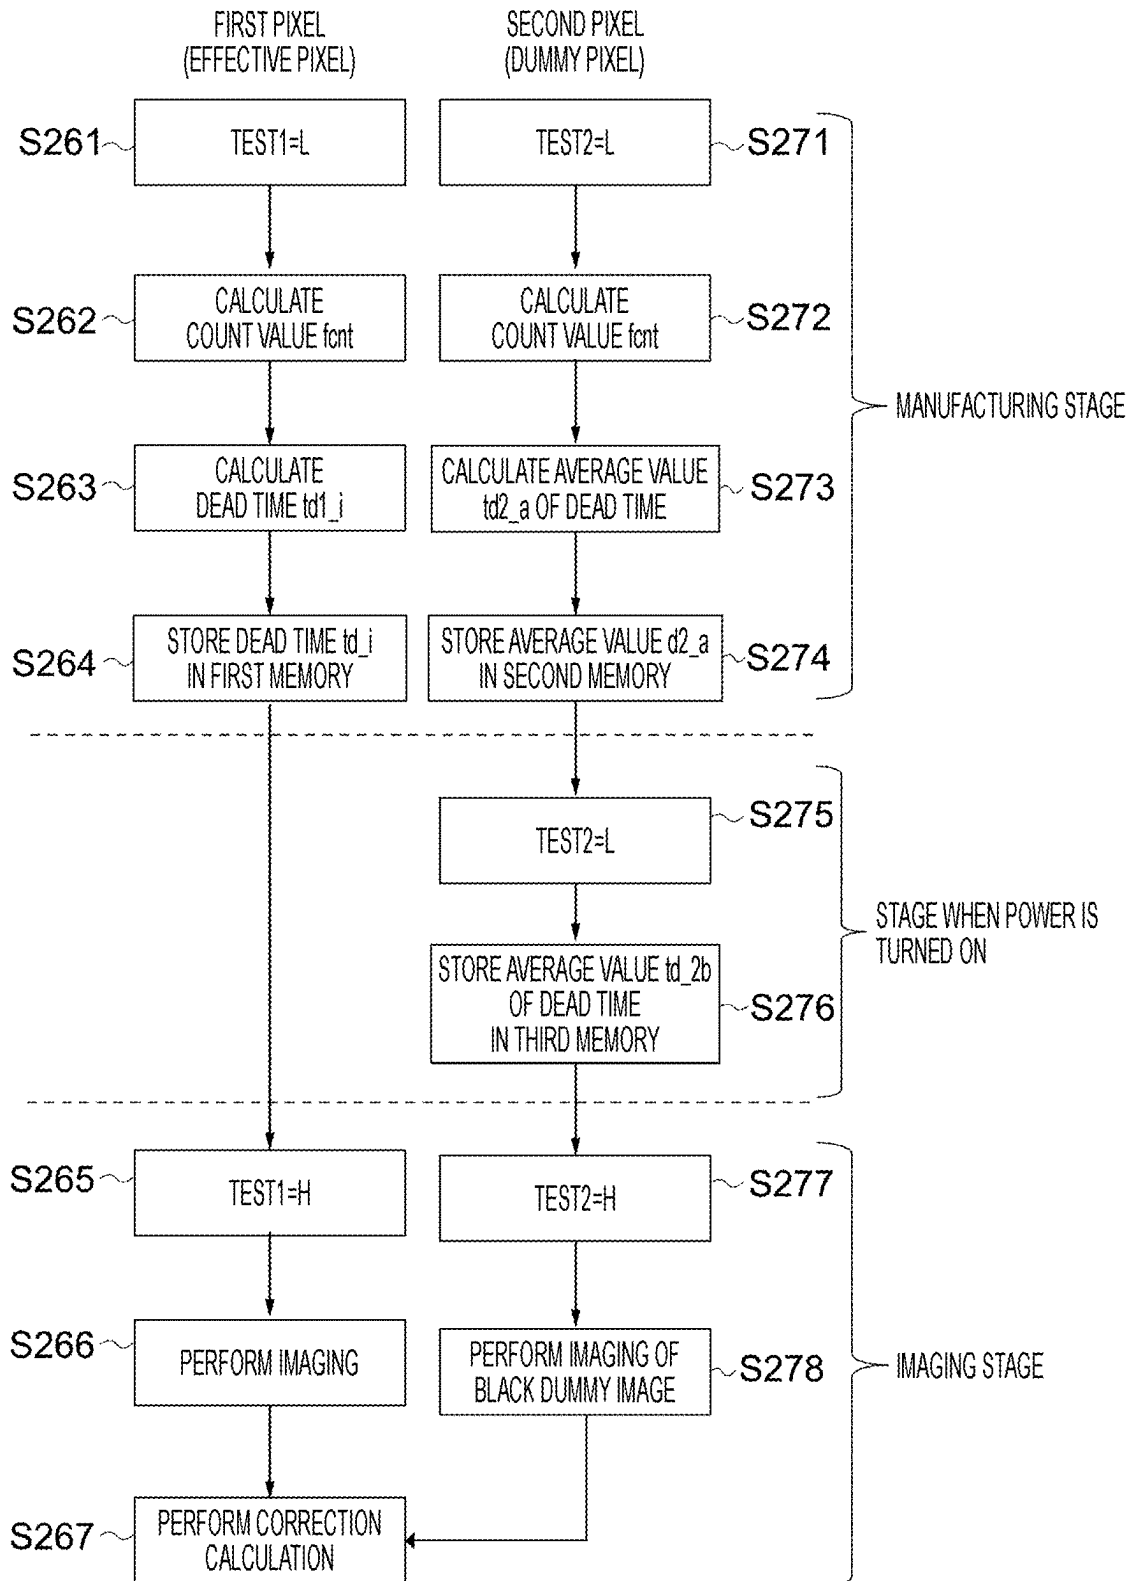 FIRST PIXEL
(EFFECTIVE PIXEL)
SECOND PIXEL
(DUMMY PIXEL)
S261
TEST1=L
TEST2=L
S271
S262
CALCULATE
COUNT VALUE fcnt
CALCULATE
COUNT VALUE fcnt
S272
MANUFACTURING STAGE
S263
CALCULATE
DEAD TIME td1_i
CALCULATE AVERAGE VALUE
td2_a OF DEAD TIME
S273
S264
STORE DEAD TIME td_i
IN FIRST MEMORY
STORE AVERAGE VALUE d2_a
IN SECOND MEMORY
S274
TEST2=L
S275
STAGE WHEN POWER IS
TURNED ON
STORE AVERAGE VALUE td_2b
OF DEAD TIME
IN THIRD MEMORY
S276
S265
TEST1=H
TEST2=H
S277
S266
PERFORM IMAGING
PERFORM IMAGING OF
BLACK DUMMY IMAGE
S278
IMAGING STAGE
S267
PERFORM CORRECTION
CALCULATION